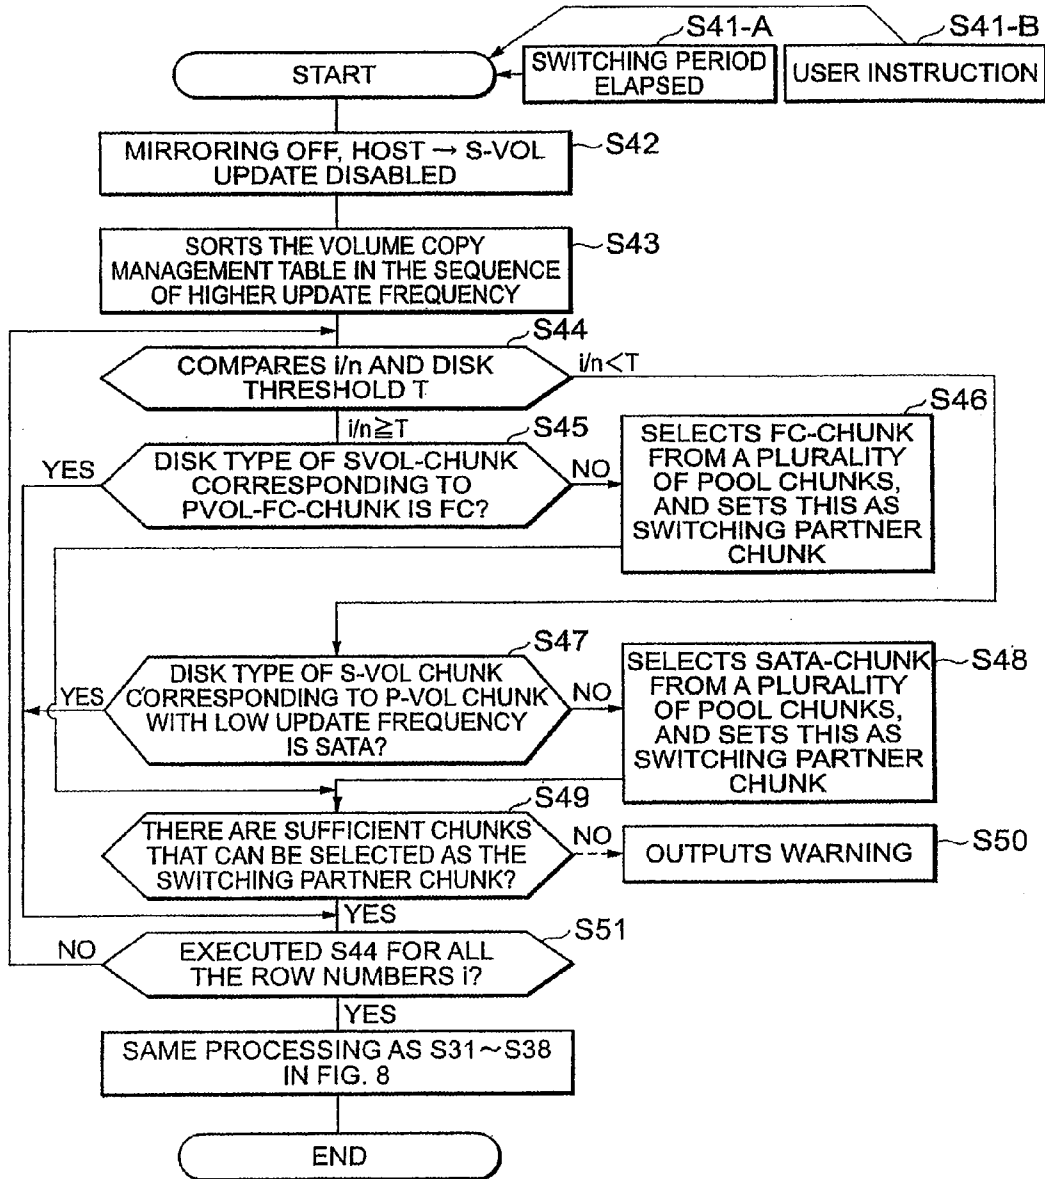 S41-A
S41-B
START
SWITCHING PERIOD
ELAPSED
USER INSTRUCTION
S42
MIRRORING OFF, HOST → S-VOL
UPDATE DISABLED
S43
SORTS THE VOLUME COPY
MANAGEMENT TABLE IN THE SEQUENCE
OF HIGHER UPDATE FREQUENCY
S44
COMPARES i/n AND DISK
THRESHOLD T
i/n<T
i/n≧T
S45
YES
DISK TYPE OF SVOL-CHUNK
CORRESPONDING TO
PVOL-FC-CHUNK IS FC?
NO
S46
SELECTS FC-CHUNK
FROM A PLURALITY
OF POOL CHUNKS,
AND SETS THIS AS
SWITCHING PARTNER
CHUNK
S47
YES
DISK TYPE OF S-VOL CHUNK
CORRESPONDING TO P-VOL CHUNK
WITH LOW UPDATE FREQUENCY
IS SATA?
NO
S48
SELECTS SATA-CHUNK
FROM A PLURALITY
OF POOL CHUNKS,
AND SETS THIS AS
SWITCHING PARTNER
CHUNK
S49
THERE ARE SUFFICIENT CHUNKS
THAT CAN BE SELECTED AS THE
SWITCHING PARTNER CHUNK?
NO
S50
OUTPUTS WARNING
YES
S51
NO
EXECUTED S44 FOR ALL
THE ROW NUMBERS i?
YES
SAME PROCESSING AS S31~S38
IN FIG. 8
END